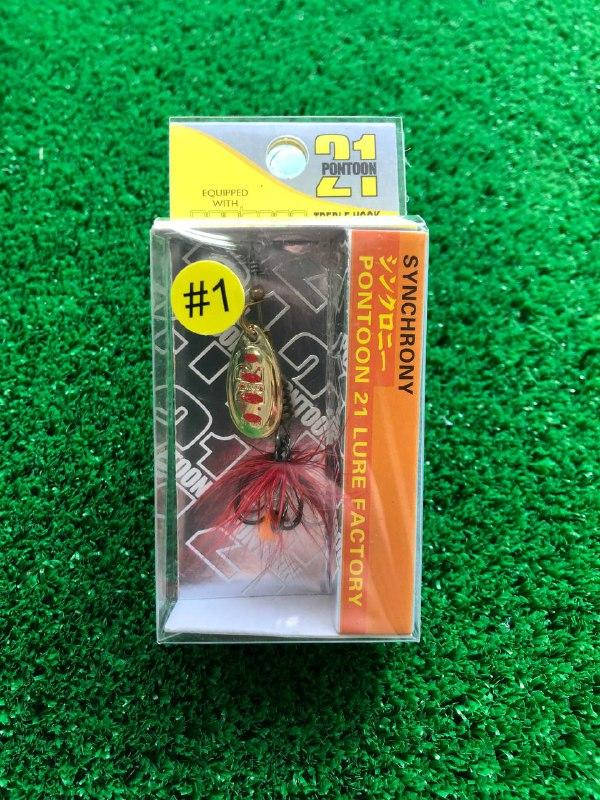 21
PONTOON
EQUIPPED
WITH
TREBLE HOOK
#1
SYNCHRONY
シンクロニー
PONTOON 21 LURE FACTORY